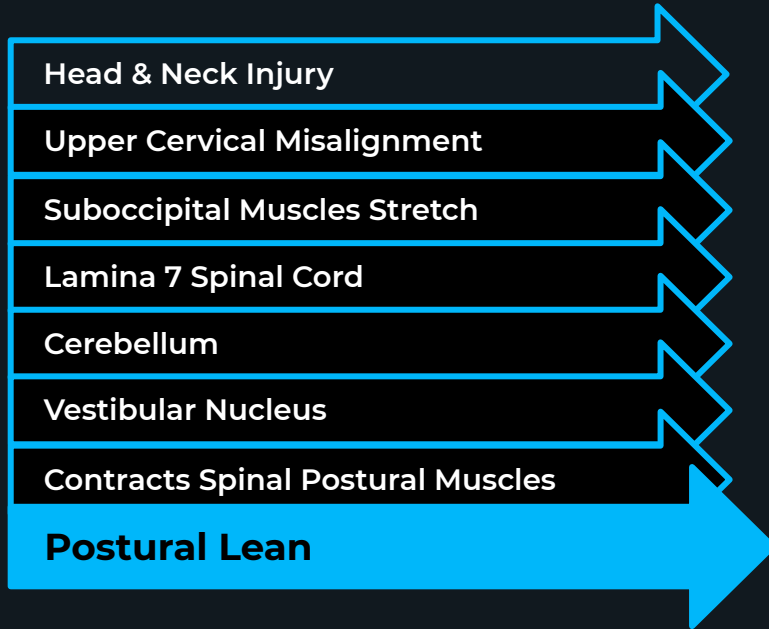 Head & Neck Injury
Upper Cervical Misalignment
Suboccipital Muscles Stretch
Lamina 7 Spinal Cord
Cerebellum
Vestibular Nucleus
Contracts Spinal Postural Muscles
Postural Lean